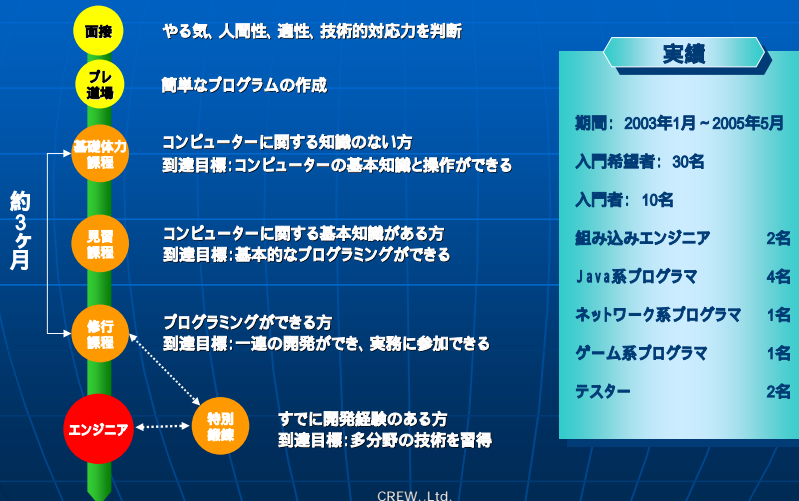 面接
やる気、人間性、適性、技術的対応力を判断
プレ
道場
簡単なプログラムの作成
基礎体力
課程
コンピューターに関する知識のない方
到達目標：コンピューターの基本知識と操作ができる
約3ヶ月
見習
課程
コンピューターに関する基本知識がある方
到達目標：基本的なプログラミングができる
修行
課程
プログラミングができる方
到達目標：一連の開発ができ、実務に参加できる
エンジニア
特別
鍛錬
すでに開発経験のある方
到達目標：多分野の技術を習得
実績
期間： 2003年1月～2005年5月
入門希望者： 30名
入門者： 10名
組み込みエンジニア 2名
Java系プログラマ 4名
ネットワーク系プログラマ 1名
ゲーム系プログラマ 1名
テスター 2名
CREW.,Ltd.